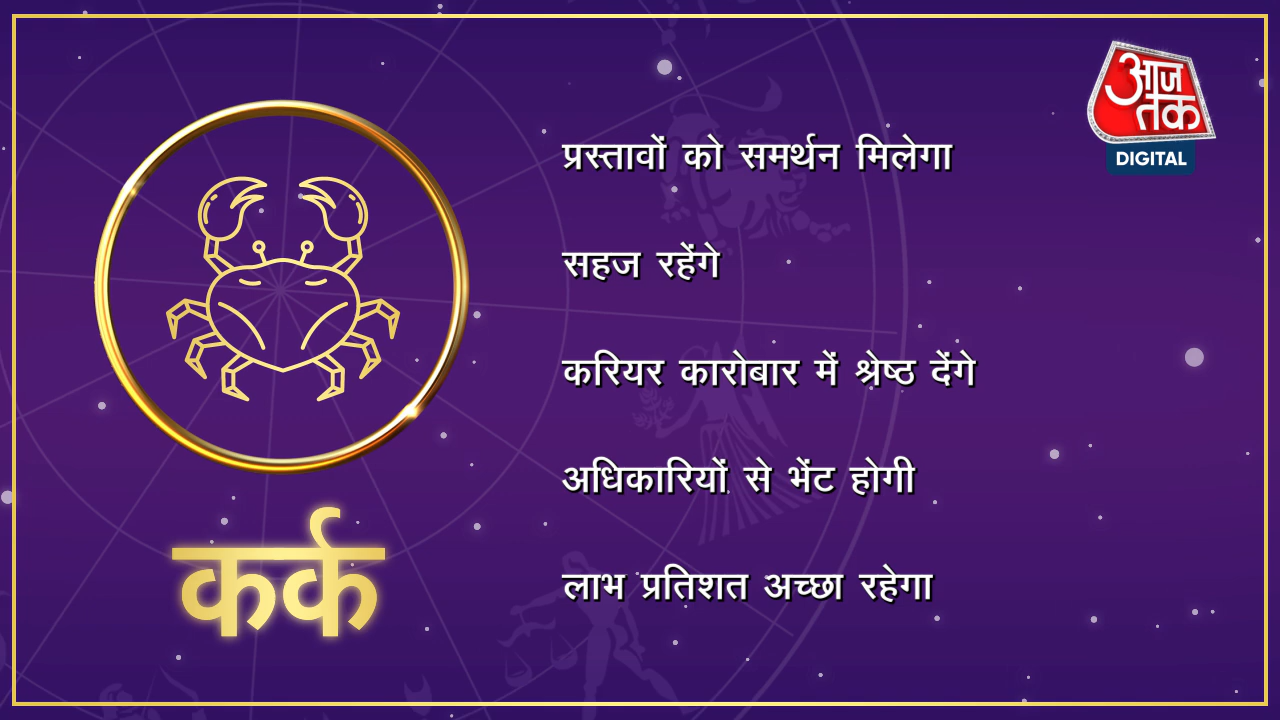 आज
तक
DIGITAL
प्रस्तावों को समर्थन मिलेगा
सहज रहेंगे
करियर कारोबार में श्रेष्ठ देंगे
अधिकारियों से भेंट होगी
लाभ प्रतिशत अच्छा रहेगा
कर्क